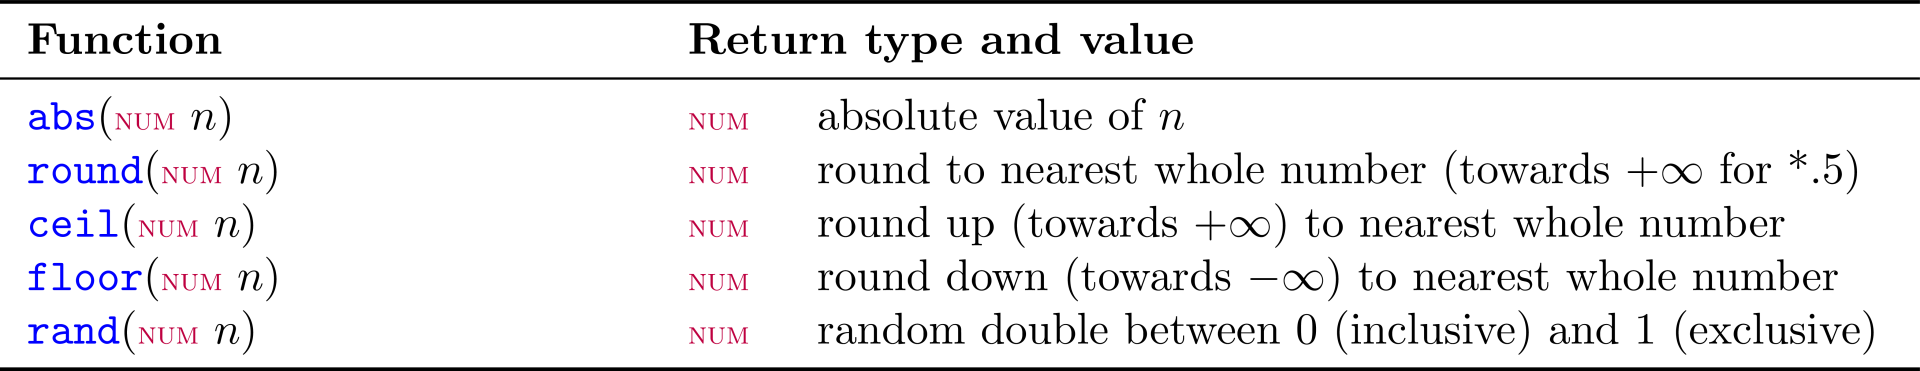 Function Return type and value
abs(NUM n) NUM absolute value of n
round(NUM n) NUM round to nearest whole number (towards +∞ for *.5)
ceil(NUM n) NUM round up (towards +∞) to nearest whole number
floor(NUM n) NUM round down (towards −∞) to nearest whole number
rand(NUM n) NUM random double between 0 (inclusive) and 1 (exclusive)